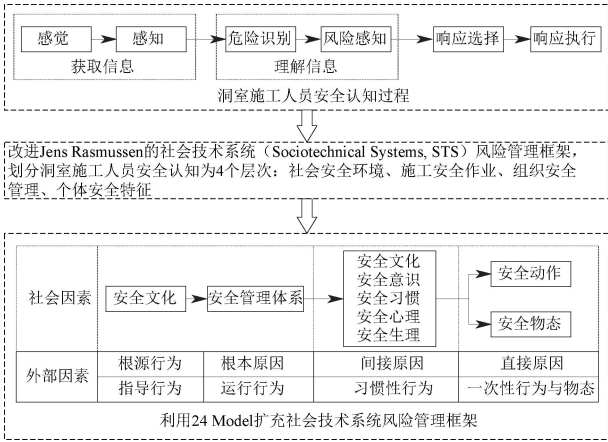 感觉 感知 危险识别 风险感知 响应选择 响应执行
获取信息 理解信息
洞室施工人员安全认知过程
改进Jens Rasmussen的社会技术系统（Sociotechnical Systems, STS）风险管理框架，
划分洞室施工人员安全认知为4个层次：社会安全环境、施工安全作业、组织安全
管理、个体安全特征
社会因素 安全文化 安全管理体系
安全文化
安全意识
安全习惯
安全心理
安全生理
安全动作
安全物态
外部因素
根源行为 根本原因 间接原因 直接原因
指导行为 运行行为 习惯性行为 一次性行为与物态
利用24 Model扩充社会技术系统风险管理框架